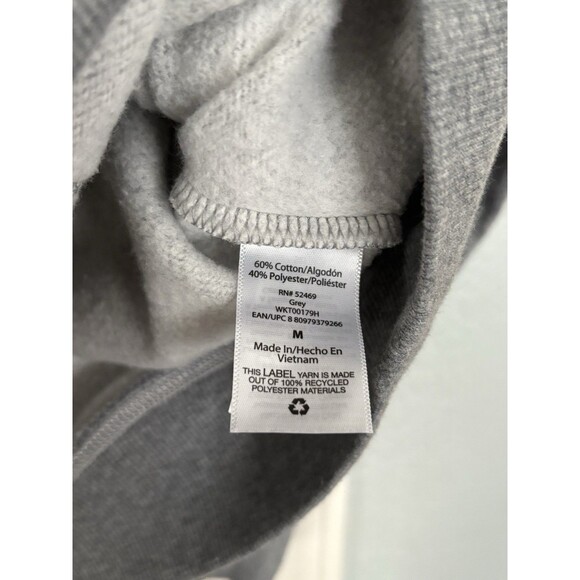 60% Cotton/Algodón
40% Polyester/Poliéster
RN# 52469
Grey
WKT00179H
EAN/UPC 8 80979379266
M
Made In/Hecho En
Vietnam
THIS LABEL YARN IS MADE
OUT OF 100% RECYCLED
POLYESTER MATERIALS